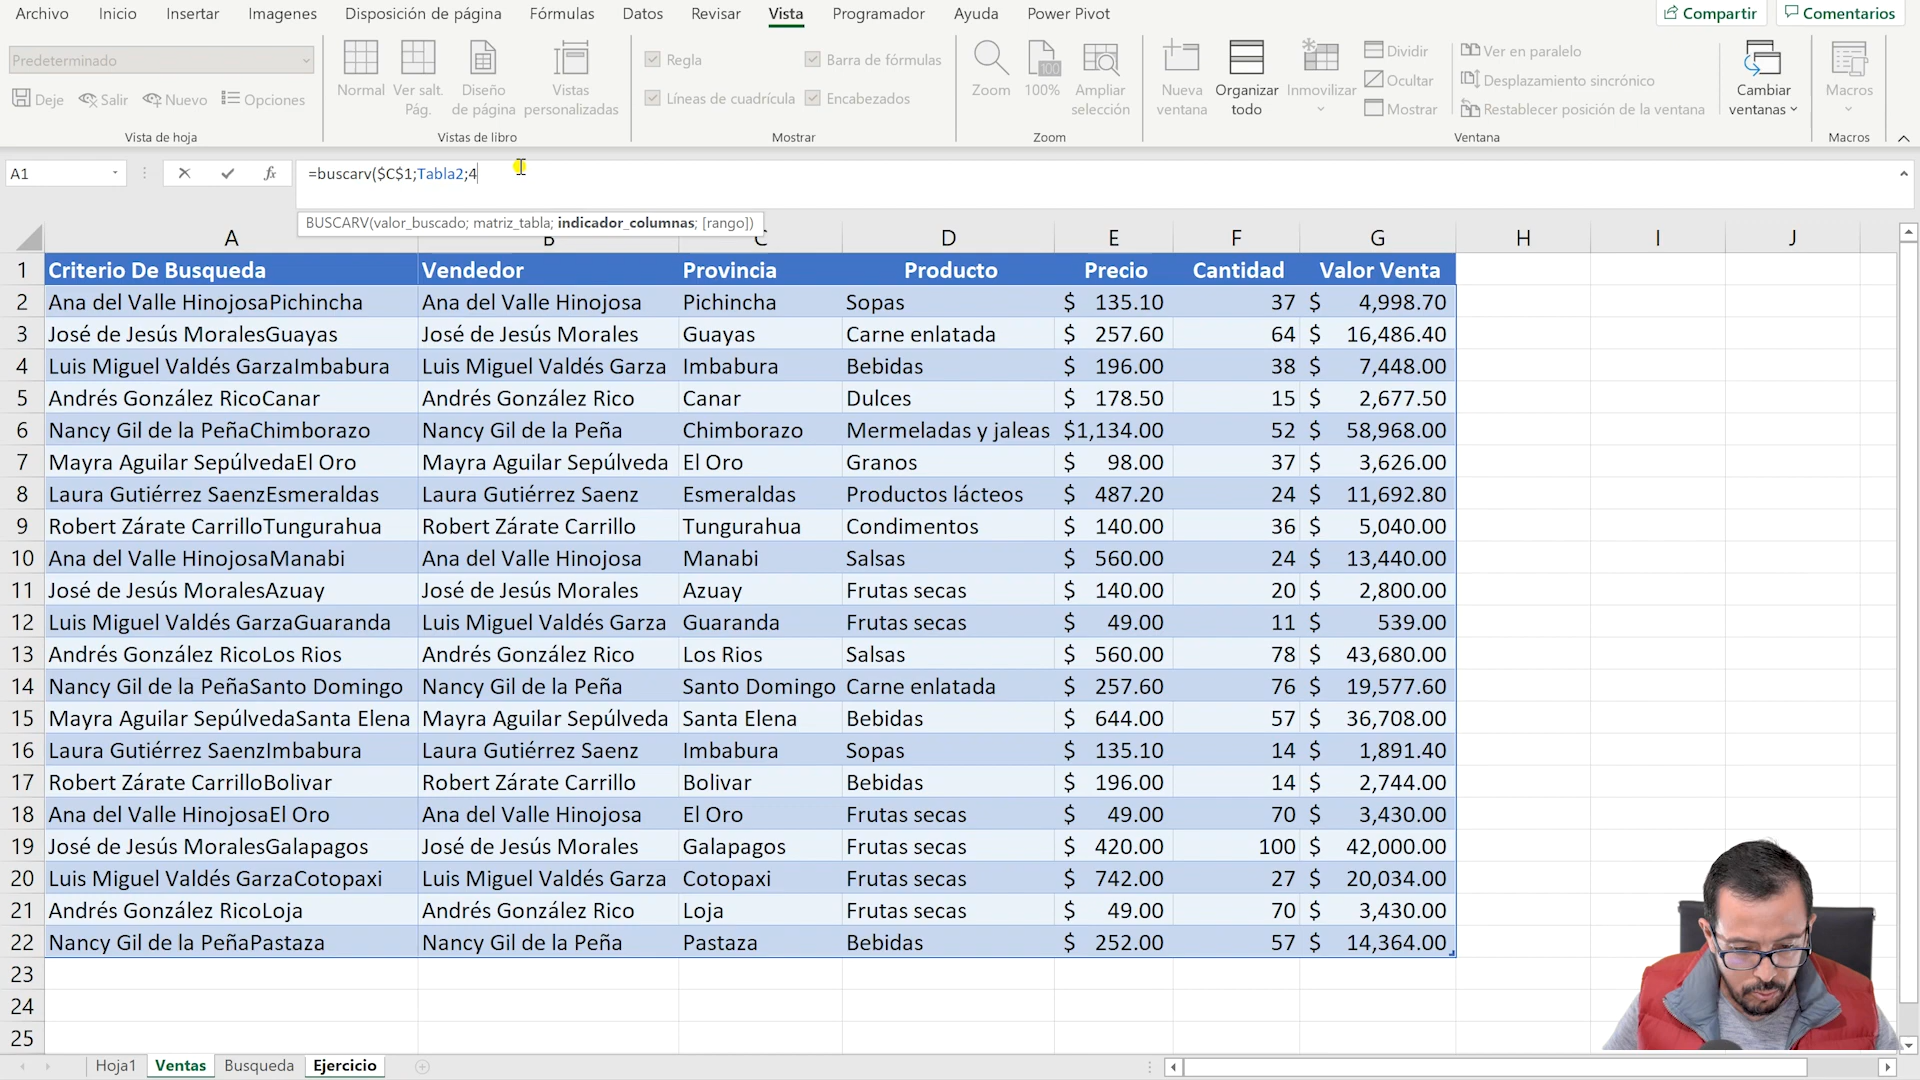 Archivo Inicio Insertar Imagenes Disposición de página Fórmulas Datos Revisar Vista Programador Ayuda Power Pivot Compartir Comentarios
Predeterminado
Deje Salir Nuevo Opciones
Vista de hoja
Normal Ver salt. Pág. Diseño de página Vistas personalizadas
Vistas de libro
Regla Barra de fórmulas
Líneas de cuadrícula Encabezados
Mostrar
Zoom 100% Ampliar selección
Zoom
Nueva ventana Organizar todo Inmovilizar
Dividir Ver en paralelo
Ocultar Desplazamiento sincrónico
Mostrar Restablecer posición de la ventana
Cambiar ventanas
Ventana
Macros
Macros
A1 fx =buscarv($C$1;Tabla2;4
BUSCARV(valor_buscado; matriz_tabla; indicador_columnas; [rango])
A B C D E F G H I J
1 Criterio De Busqueda Vendedor Provincia Producto Precio Cantidad Valor Venta
2 Ana del Valle HinojosaPichincha Ana del Valle Hinojosa Pichincha Sopas $ 135.10 37 $ 4,998.70
3 José de Jesús MoralesGuayas José de Jesús Morales Guayas Carne enlatada $ 257.60 64 $ 16,486.40
4 Luis Miguel Valdés GarzaImbabura Luis Miguel Valdés Garza Imbabura Bebidas $ 196.00 38 $ 7,448.00
5 Andrés González RicoCanar Andrés González Rico Canar Dulces $ 178.50 15 $ 2,677.50
6 Nancy Gil de la PeñaChimborazo Nancy Gil de la Peña Chimborazo Mermeladas y jaleas $1,134.00 52 $ 58,968.00
7 Mayra Aguilar SepúlvedaEl Oro Mayra Aguilar Sepúlveda El Oro Granos $ 98.00 37 $ 3,626.00
8 Laura Gutiérrez SaenzEsmeraldas Laura Gutiérrez Saenz Esmeraldas Productos lácteos $ 487.20 24 $ 11,692.80
9 Robert Zárate CarrilloTungurahua Robert Zárate Carrillo Tungurahua Condimentos $ 140.00 36 $ 5,040.00
10 Ana del Valle HinojosaManabi Ana del Valle Hinojosa Manabi Salsas $ 560.00 24 $ 13,440.00
11 José de Jesús MoralesAzuay José de Jesús Morales Azuay Frutas secas $ 140.00 20 $ 2,800.00
12 Luis Miguel Valdés GarzaGuaranda Luis Miguel Valdés Garza Guaranda Frutas secas $ 49.00 11 $ 539.00
13 Andrés González RicoLos Rios Andrés González Rico Los Rios Salsas $ 560.00 78 $ 43,680.00
14 Nancy Gil de la PeñaSanto Domingo Nancy Gil de la Peña Santo Domingo Carne enlatada $ 257.60 76 $ 19,577.60
15 Mayra Aguilar SepúlvedaSanta Elena Mayra Aguilar Sepúlveda Santa Elena Bebidas $ 644.00 57 $ 36,708.00
16 Laura Gutiérrez SaenzImbabura Laura Gutiérrez Saenz Imbabura Sopas $ 135.10 14 $ 1,891.40
17 Robert Zárate CarrilloBolivar Robert Zárate Carrillo Bolivar Bebidas $ 196.00 14 $ 2,744.00
18 Ana del Valle HinojosaEl Oro Ana del Valle Hinojosa El Oro Frutas secas $ 49.00 70 $ 3,430.00
19 José de Jesús MoralesGalapagos José de Jesús Morales Galapagos Frutas secas $ 420.00 100 $ 42,000.00
20 Luis Miguel Valdés GarzaCotopaxi Luis Miguel Valdés Garza Cotopaxi Frutas secas $ 742.00 27 $ 20,034.00
21 Andrés González RicoLoja Andrés González Rico Loja Frutas secas $ 49.00 70 $ 3,430.00
22 Nancy Gil de la PeñaPastaza Nancy Gil de la Peña Pastaza Bebidas $ 252.00 57 $ 14,364.00
23
24
25
Hoja1 Ventas Busqueda Ejercicio